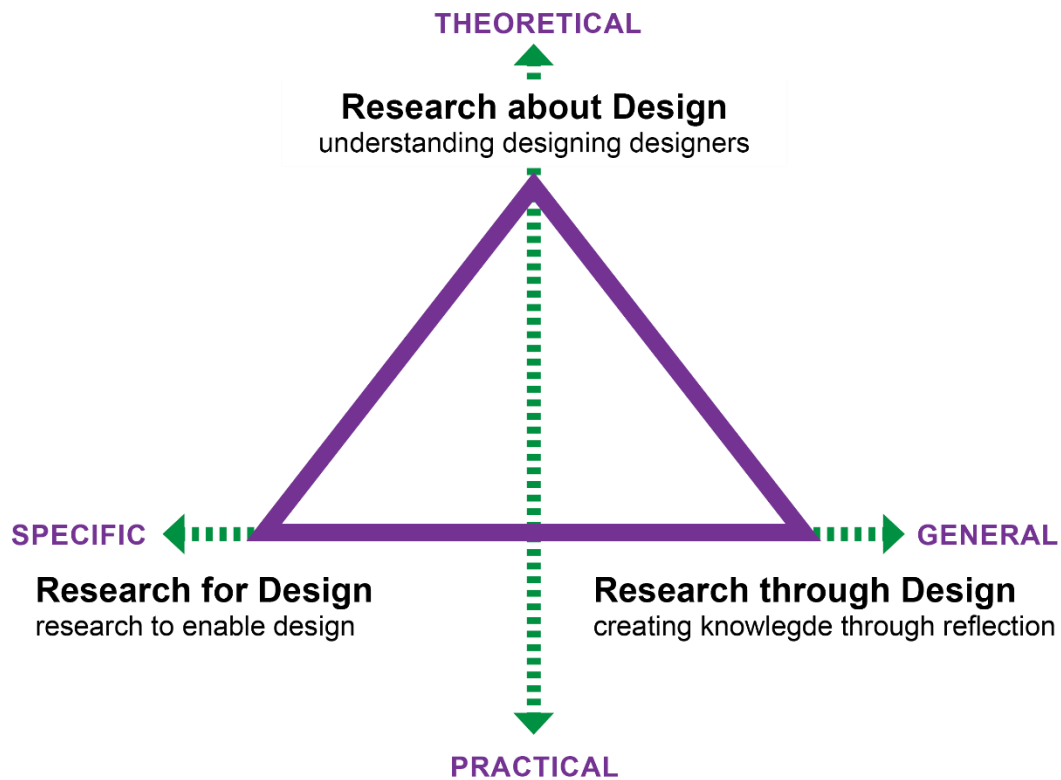 THEORETICAL
Research about Design
understanding designing designers
SPECIFIC
GENERAL
Research for Design
research to enable design
Research through Design
creating knowlegde through reflection
PRACTICAL